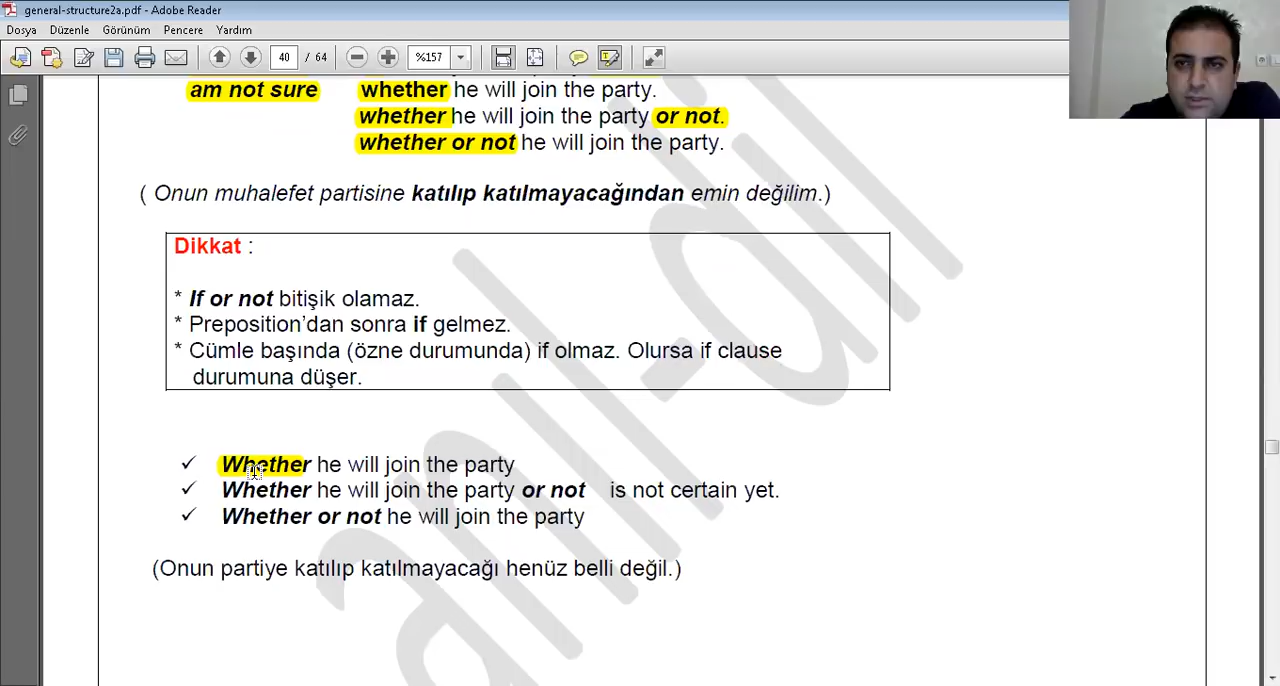 general-structure2a.pdf - Adobe Reader
Dosya Düzenle Görünüm Pencere Yardım
40 / 64 %157
am not sure whether he will join the party.
whether he will join the party or not.
whether or not he will join the party.
( Onun muhalefet partisine katılıp katılmayacağından emin değilim.)
Dikkat :
* If or not bitişik olamaz.
* Preposition'dan sonra if gelmez.
* Cümle başında (özne durumunda) if olmaz. Olursa if clause
durumuna düşer.
✓ Whether he will join the party
✓ Whether he will join the party or not is not certain yet.
✓ Whether or not he will join the party
(Onun partiye katılıp katılmayacağı henüz belli değil.)
anıl-dil